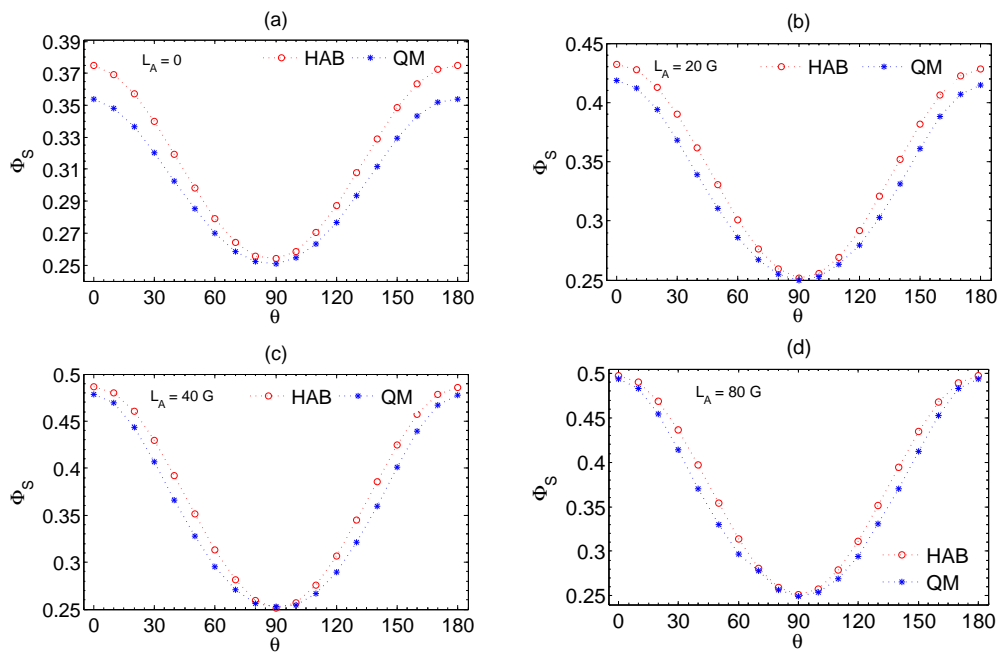 (a)
L_A = 0
HAB QM
0.39
0.37
0.35
0.33
0.31
0.29
0.27
0.25
Φ_S
0 30 60 90 120 150 180
θ
(b)
L_A = 20 G
HAB QM
0.45
0.4
0.35
0.3
0.25
Φ_S
0 30 60 90 120 150 180
θ
(c)
L_A = 40 G
HAB QM
0.5
0.45
0.4
0.35
0.3
0.25
Φ_S
0 30 60 90 120 150 180
θ
(d)
L_A = 80 G
0.5
0.45
0.4
0.35
0.3
0.25
Φ_S
HAB
QM
0 30 60 90 120 150 180
θ